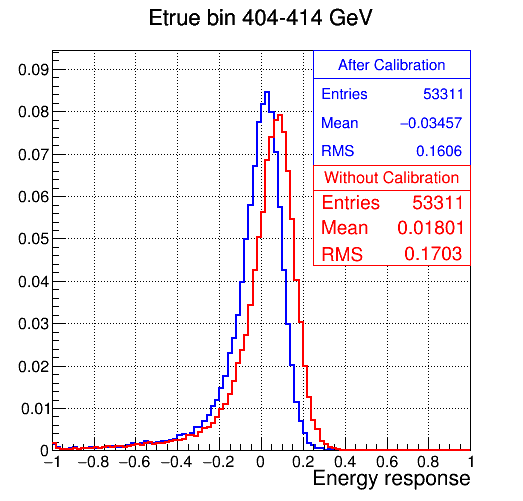 Etrue bin 404-414 GeV
After Calibration
Entries 53311
Mean −0.03457
RMS 0.1606
Without Calibration
Entries 53311
Mean 0.01801
RMS 0.1703
0.09
0.08
0.07
0.06
0.05
0.04
0.03
0.02
0.01
0
−1 −0.8 −0.6 −0.4 −0.2 0 0.2 0.4 0.6 0.8 1
Energy response